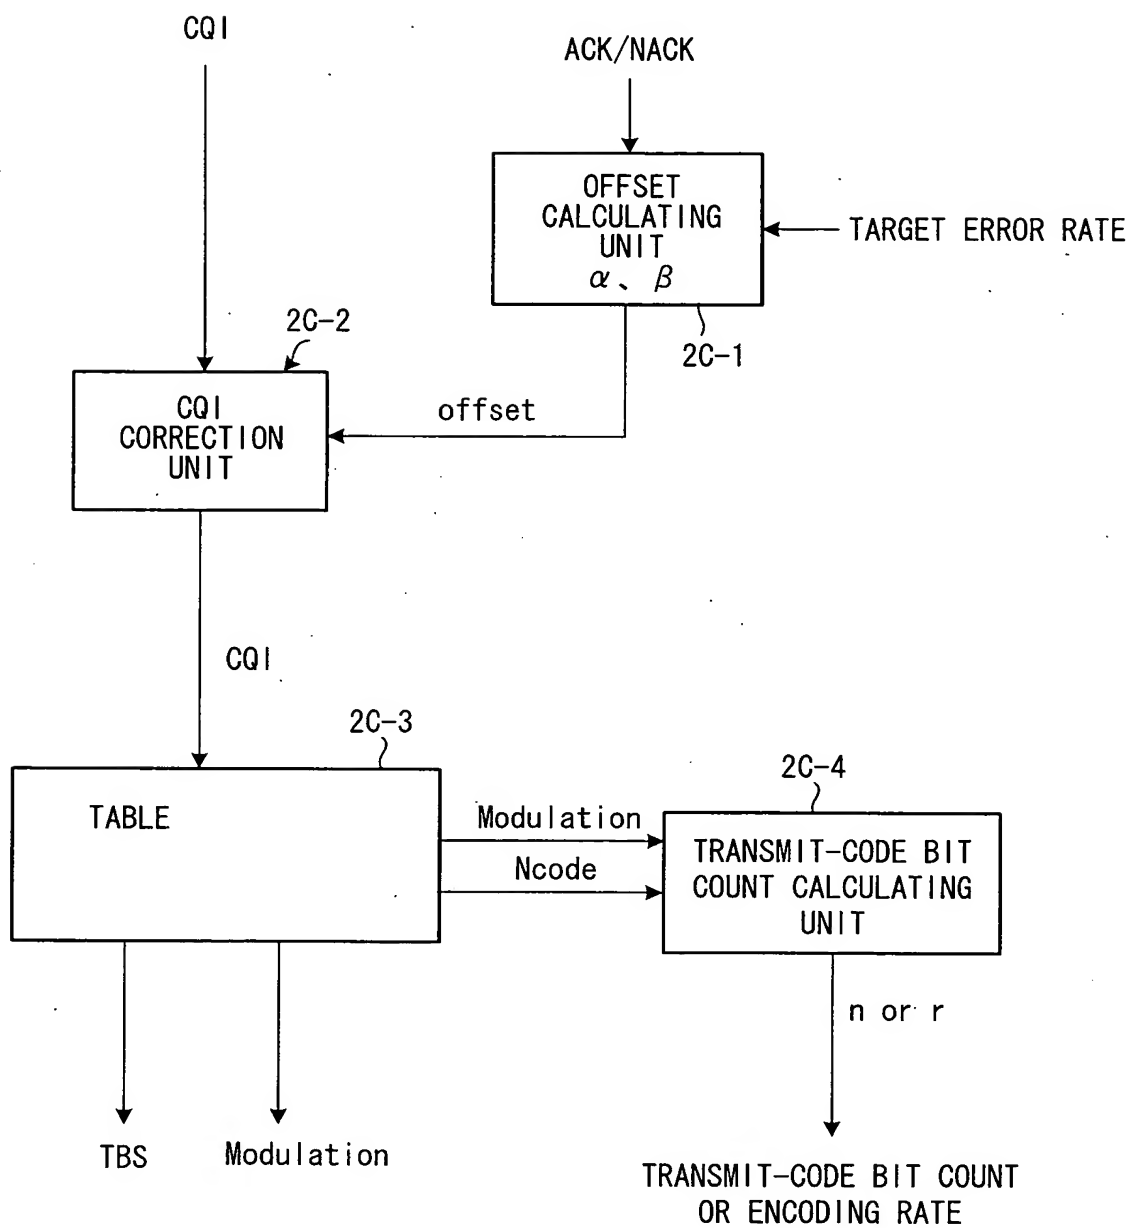 CQI
ACK/NACK
OFFSET
CALCULATING
UNIT
α、β
TARGET ERROR RATE
2C-1
2C-2
CQI
CORRECTION
UNIT
offset
CQI
2C-3
TABLE
Modulation
Ncode
2C-4
TRANSMIT-CODE BIT
COUNT CALCULATING
UNIT
n or r
TBS
Modulation
TRANSMIT-CODE BIT COUNT
OR ENCODING RATE